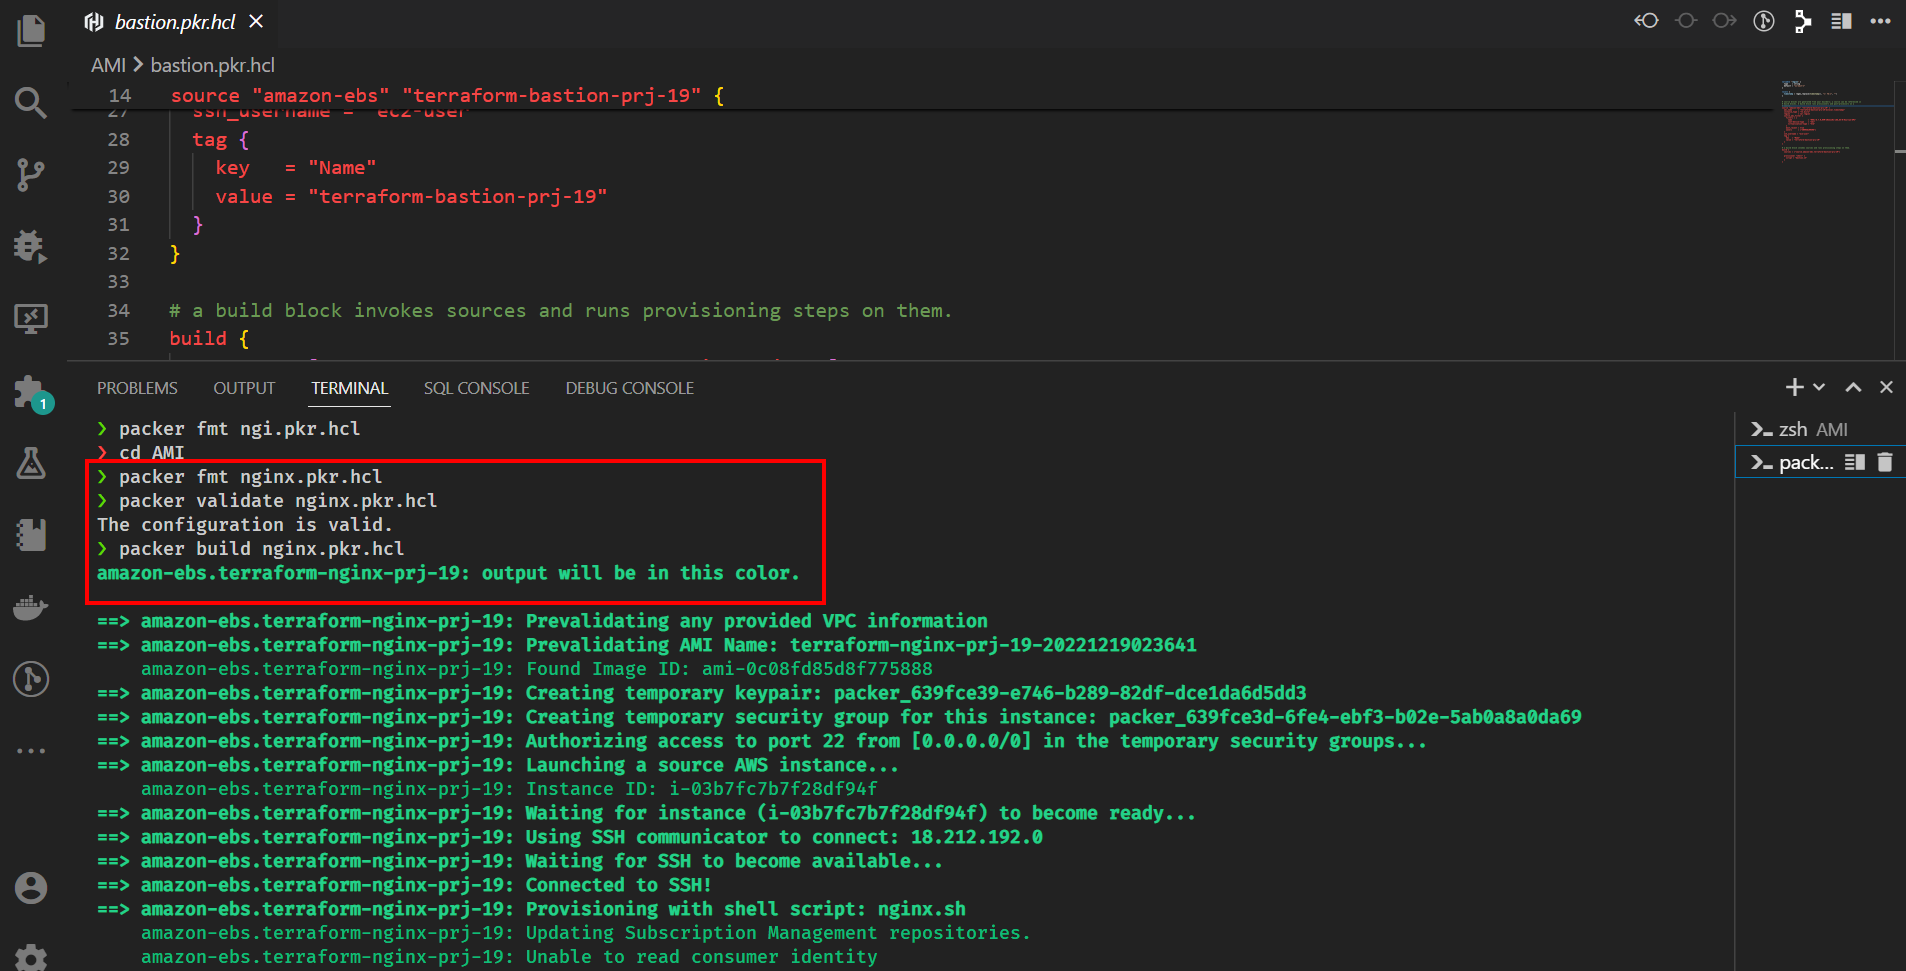 bastion.pkr.hcl
AMI > bastion.pkr.hcl
14 source "amazon-ebs" "terraform-bastion-prj-19" {
27 ssh_username = "ec2-user"
28 tag {
29 key = "Name"
30 value = "terraform-bastion-prj-19"
31 }
32 }
33
34 # a build block invokes sources and runs provisioning steps on them.
35 build {
PROBLEMS OUTPUT TERMINAL SQL CONSOLE DEBUG CONSOLE
1
❯ packer fmt ngi.pkr.hcl
❯ cd AMI
❯ packer fmt nginx.pkr.hcl
❯ packer validate nginx.pkr.hcl
The configuration is valid.
❯ packer build nginx.pkr.hcl
amazon-ebs.terraform-nginx-prj-19: output will be in this color.
==> amazon-ebs.terraform-nginx-prj-19: Prevalidating any provided VPC information
==> amazon-ebs.terraform-nginx-prj-19: Prevalidating AMI Name: terraform-nginx-prj-19-20221219023641
amazon-ebs.terraform-nginx-prj-19: Found Image ID: ami-0c08fd85d8f775888
==> amazon-ebs.terraform-nginx-prj-19: Creating temporary keypair: packer_639fce39-e746-b289-82df-dce1da6d5dd3
==> amazon-ebs.terraform-nginx-prj-19: Creating temporary security group for this instance: packer_639fce3d-6fe4-ebf3-b02e-5ab0a8a0da69
==> amazon-ebs.terraform-nginx-prj-19: Authorizing access to port 22 from [0.0.0.0/0] in the temporary security groups...
==> amazon-ebs.terraform-nginx-prj-19: Launching a source AWS instance...
amazon-ebs.terraform-nginx-prj-19: Instance ID: i-03b7fc7b7f28df94f
==> amazon-ebs.terraform-nginx-prj-19: Waiting for instance (i-03b7fc7b7f28df94f) to become ready...
==> amazon-ebs.terraform-nginx-prj-19: Using SSH communicator to connect: 18.212.192.0
==> amazon-ebs.terraform-nginx-prj-19: Waiting for SSH to become available...
==> amazon-ebs.terraform-nginx-prj-19: Connected to SSH!
==> amazon-ebs.terraform-nginx-prj-19: Provisioning with shell script: nginx.sh
amazon-ebs.terraform-nginx-prj-19: Updating Subscription Management repositories.
amazon-ebs.terraform-nginx-prj-19: Unable to read consumer identity
zsh AMI
pack...